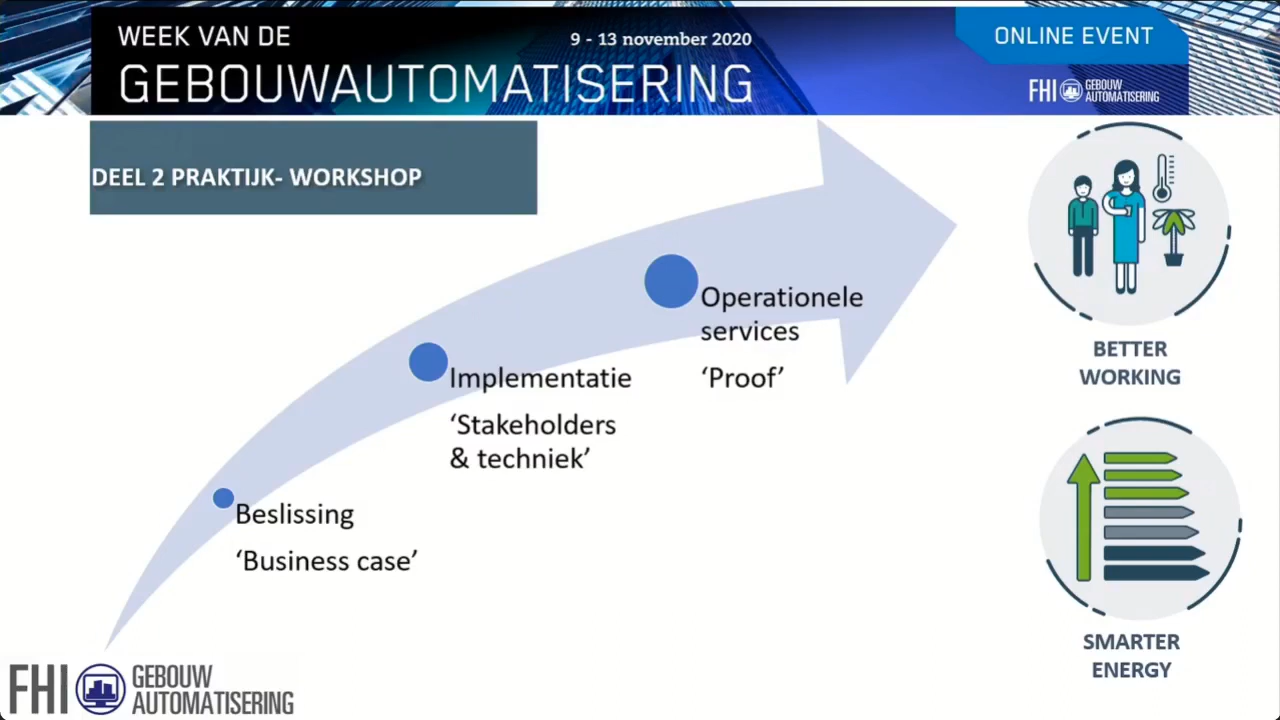 WEEK VAN DE
9 - 13 november 2020
GEBOUWAUTOMATISERING
ONLINE EVENT
FHI GEBOUW
AUTOMATISERING
DEEL 2 PRAKTIJK- WORKSHOP
Operationele
services
‘Proof’
Implementatie
‘Stakeholders
& techniek’
Beslissing
‘Business case’
BETTER
WORKING
SMARTER
ENERGY
FHI GEBOUW
AUTOMATISERING